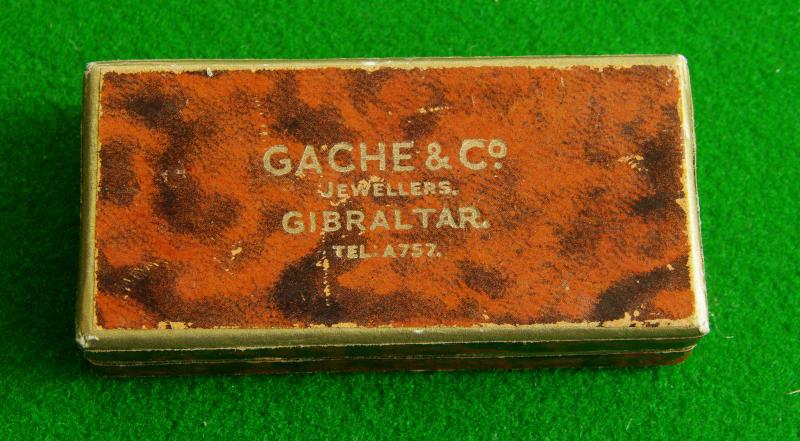 GACHE & Cº
JEWELLERS.
GIBRALTAR.
TEL: A757.